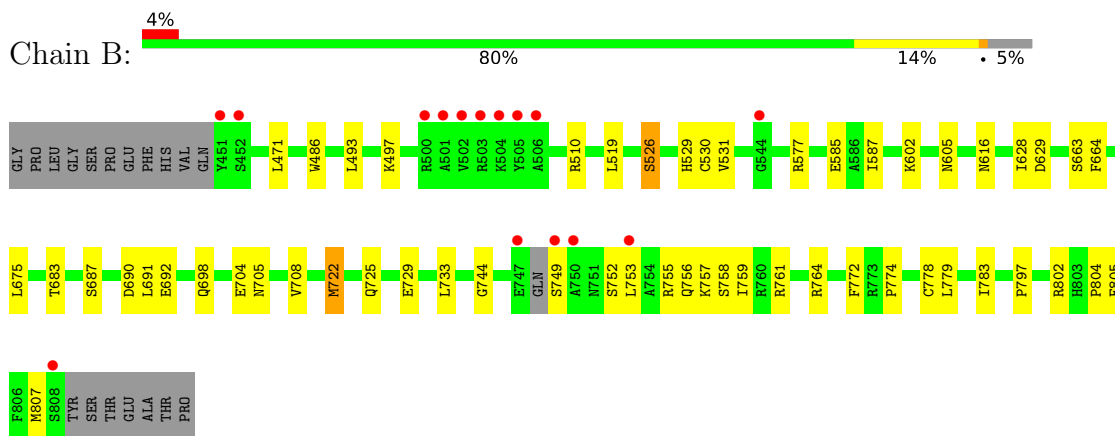 4%
Chain B:
80% 14% • 5%
GLY PRO LEU GLY SER PRO GLU PHE HIS VAL GLN Y451 S452 L471 W486 L493 K497 R500 A501 V502 R503 K504 Y505 A506 R510 L519 S526 H529 C530 V531 G544 R577 E585 A586 I587 K602 N605 N616 I628 D629 S663 F664
L675 T683 S687 D690 L691 E692 Q698 E704 N705 V708 M722 Q725 E729 L733 G744 E747 GLN S749 A750 N751 S752 L753 A754 R755 Q756 K757 S758 I759 R760 R761 R764 F772 R773 P774 C778 L779 I783 P797 R802 H803 P804
F806 M807 S808 TYR SER THR GLU ALA THR PRO